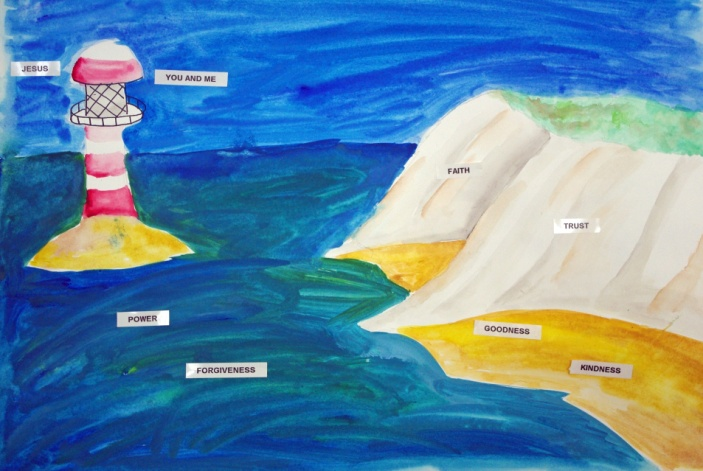 JESUS
YOU AND ME
FAITH
TRUST
POWER
GOODNESS
FORGIVENESS
KINDNESS